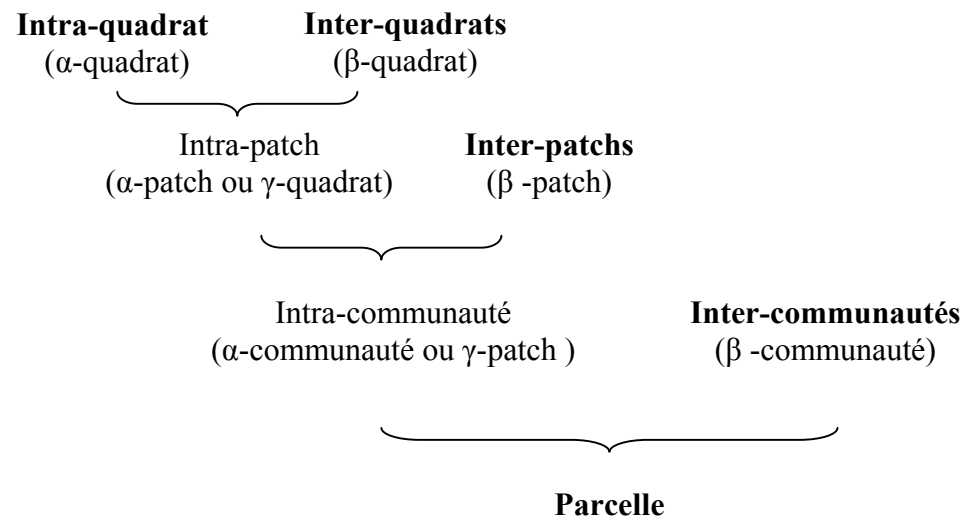 Intra-quadrat Inter-quadrats
(α-quadrat) (β-quadrat)
Intra-patch Inter-patchs
(α-patch ou γ-quadrat) (β -patch)
Intra-communauté Inter-communautés
(α-communauté ou γ-patch ) (β -communauté)
Parcelle